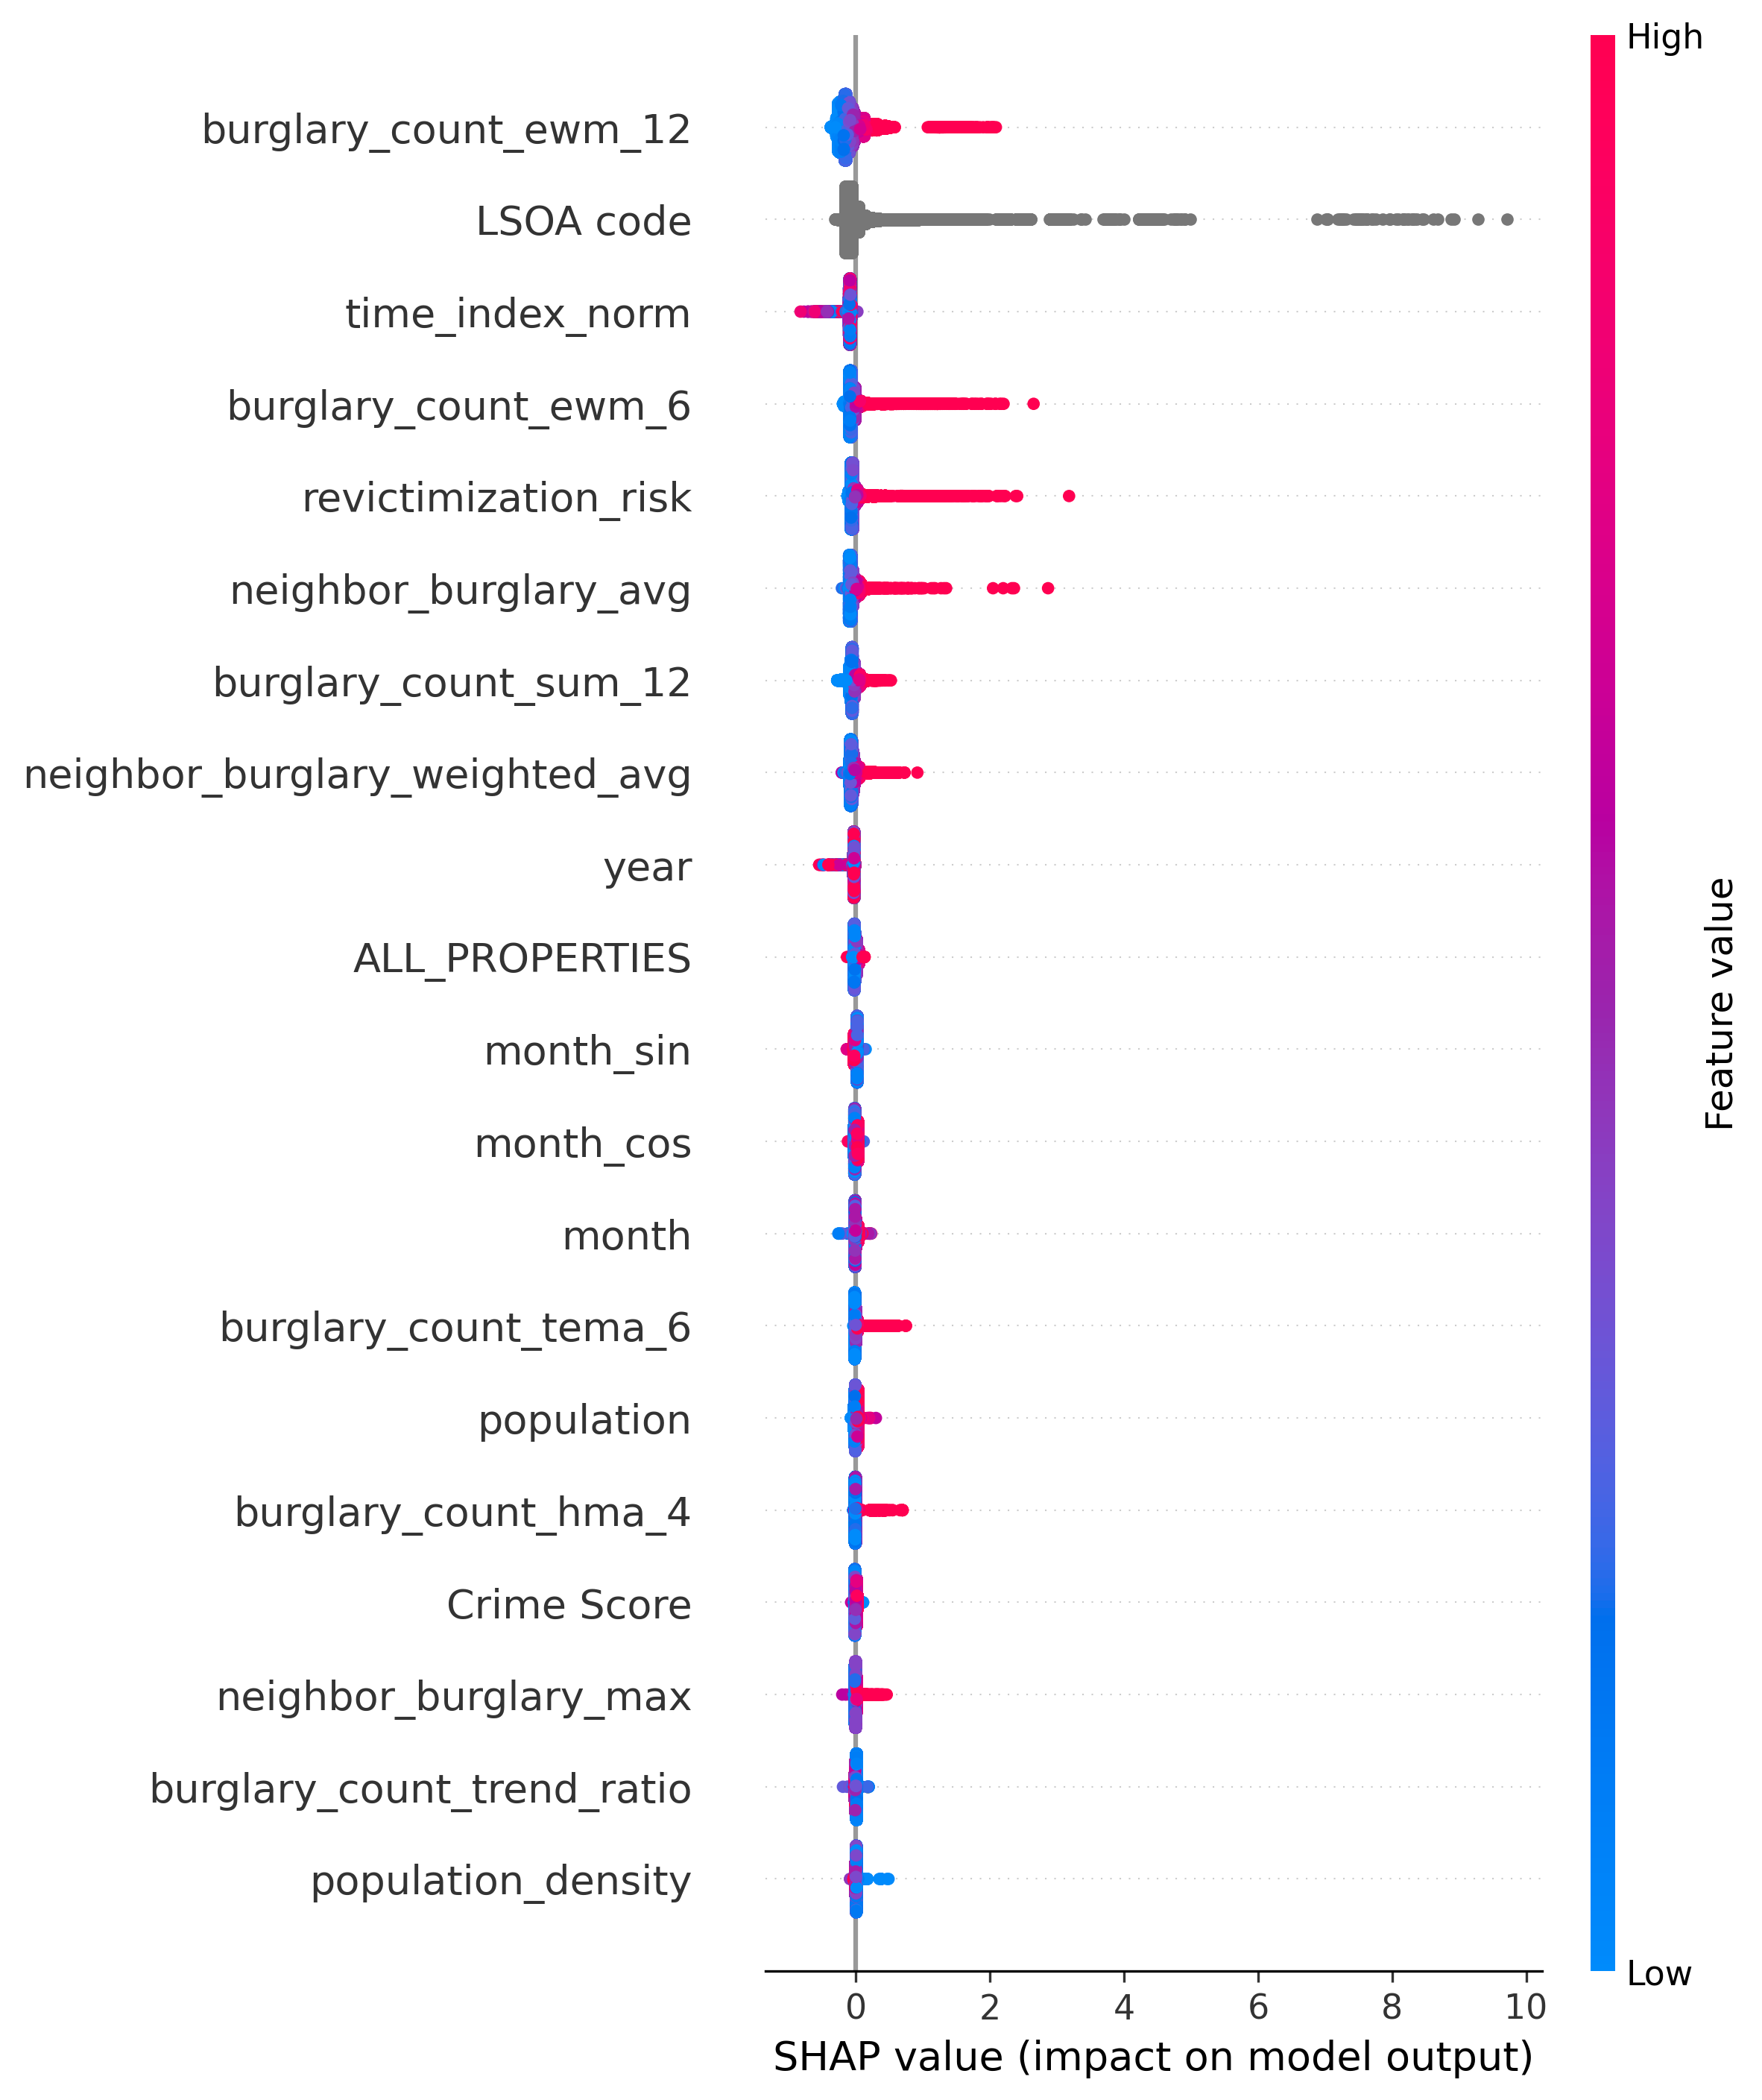 High
burglary_count_ewm_12
LSOA code
time_index_norm
burglary_count_ewm_6
revictimization_risk
neighbor_burglary_avg
burglary_count_sum_12
neighbor_burglary_weighted_avg
year
ALL_PROPERTIES
month_sin
month_cos
month
burglary_count_tema_6
population
burglary_count_hma_4
Crime Score
neighbor_burglary_max
burglary_count_trend_ratio
population_density
Feature value
Low
0 2 4 6 8 10
SHAP value (impact on model output)